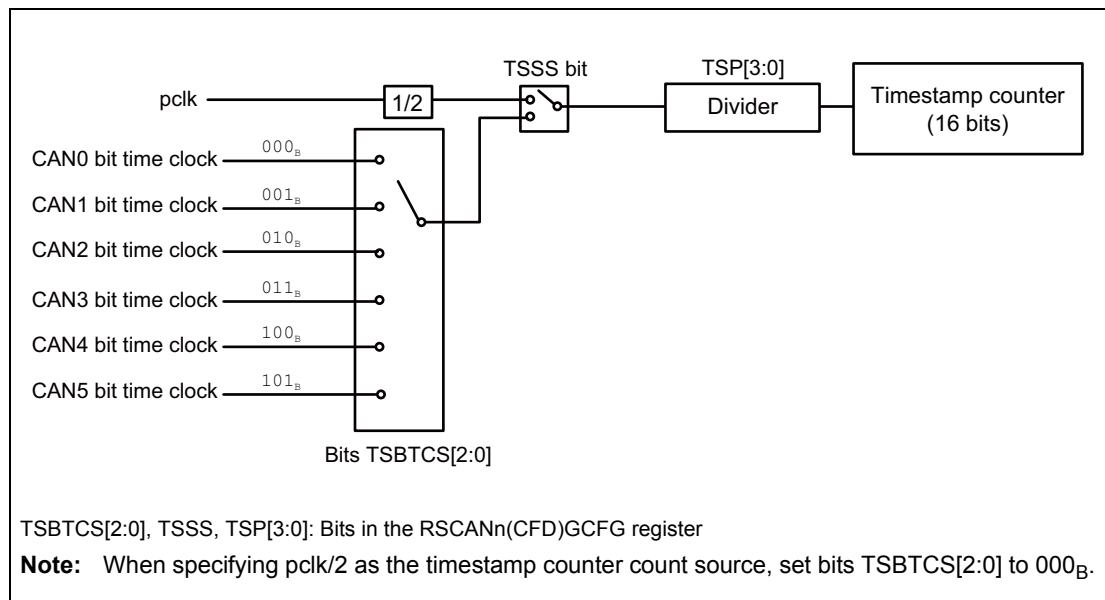 TSSS bit
TSP[3:0]
pclk
1/2
Divider
Timestamp counter
(16 bits)
CAN0 bit time clock
000B
CAN1 bit time clock
001B
CAN2 bit time clock
010B
CAN3 bit time clock
011B
CAN4 bit time clock
100B
CAN5 bit time clock
101B
Bits TSBTCS[2:0]
TSBTCS[2:0], TSSS, TSP[3:0]: Bits in the RSCANn(CFD)GCFG register
Note: When specifying pclk/2 as the timestamp counter count source, set bits TSBTCS[2:0] to 000B.